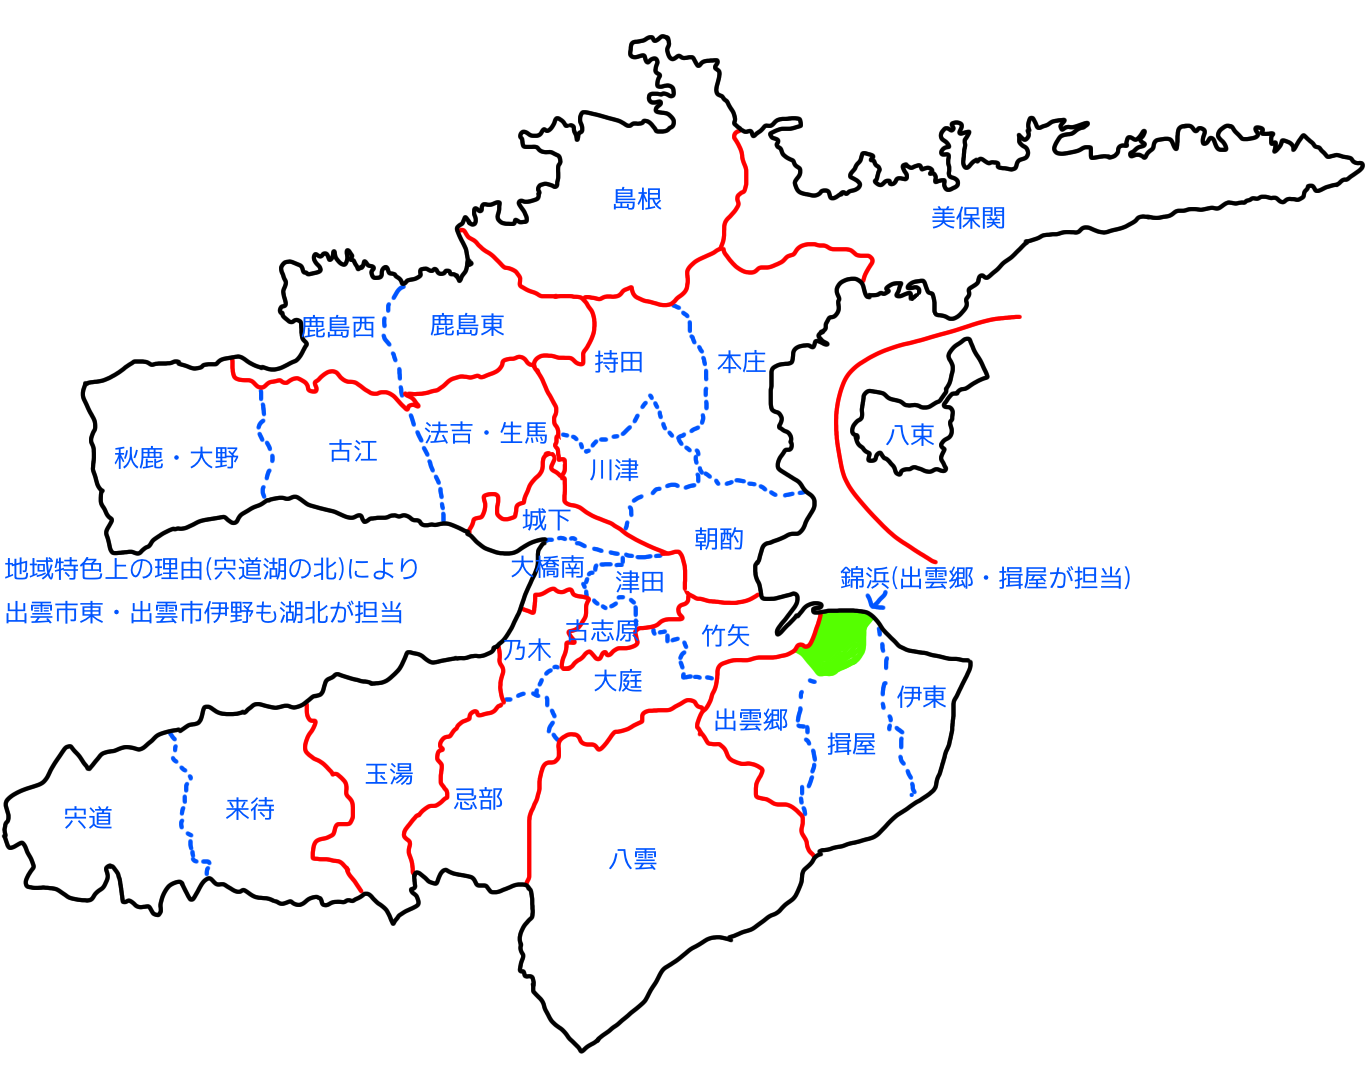 島根
美保関
鹿島西
鹿島東
持田
本庄
秋鹿・大野
古江
法吉・生馬
川津
八束
城下
朝酌
地域特色上の理由(宍道湖の北)により
出雲市東・出雲市伊野も湖北が担当
大橋南
津田
錦浜(出雲郷・揖屋が担当)
古志原
竹矢
乃木
大庭
伊東
出雲郷
揖屋
玉湯
忌部
宍道
来待
八雲